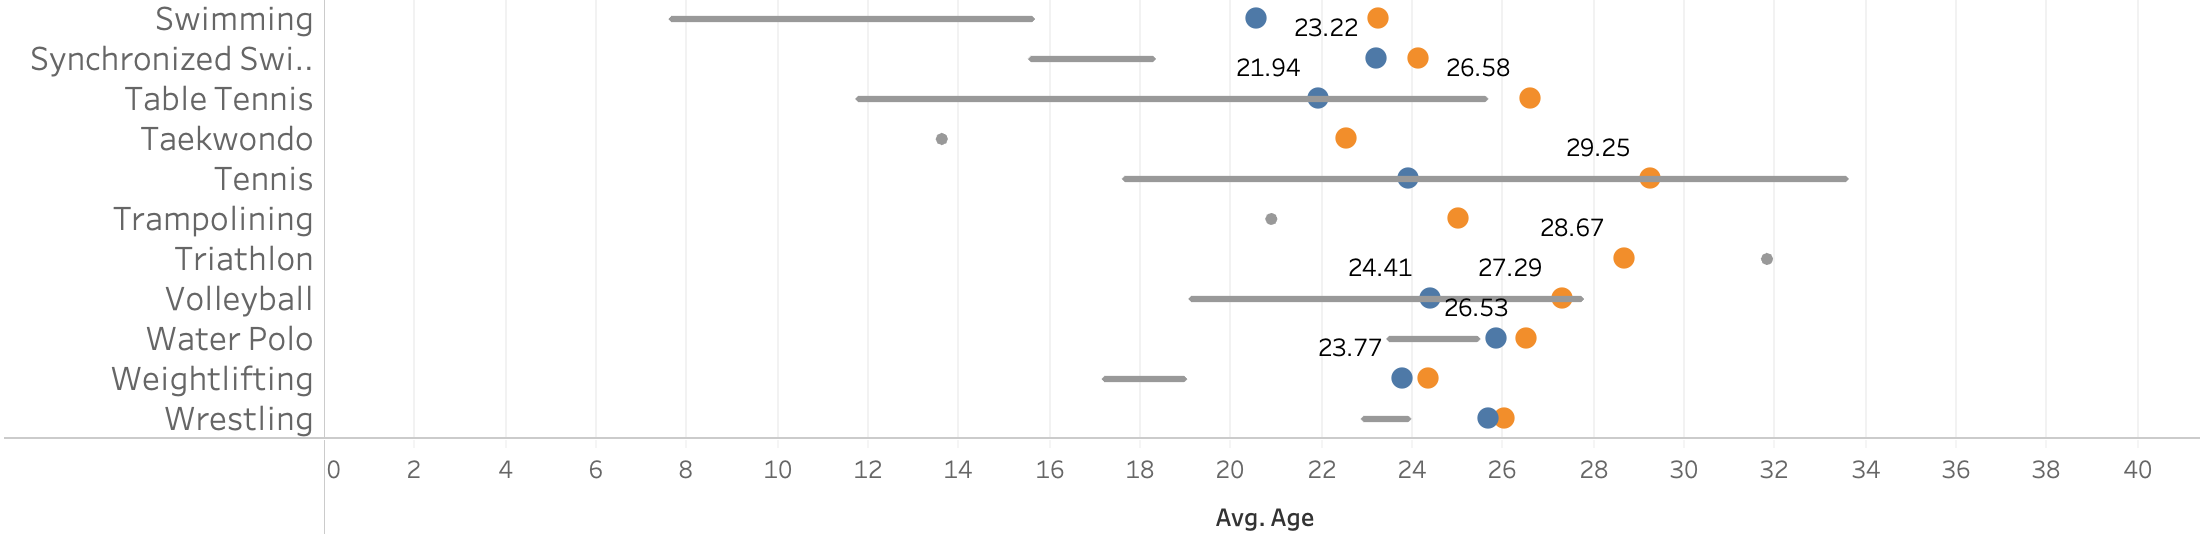 Swimming
23.22
Synchronized Swi..
21.94 26.58
Table Tennis
Taekwondo
29.25
Tennis
Trampolining
28.67
Triathlon
24.41 27.29
Volleyball
26.53
Water Polo
23.77
Weightlifting
Wrestling
0 2 4 6 8 10 12 14 16 18 20 22 24 26 28 30 32 34 36 38 40
Avg. Age